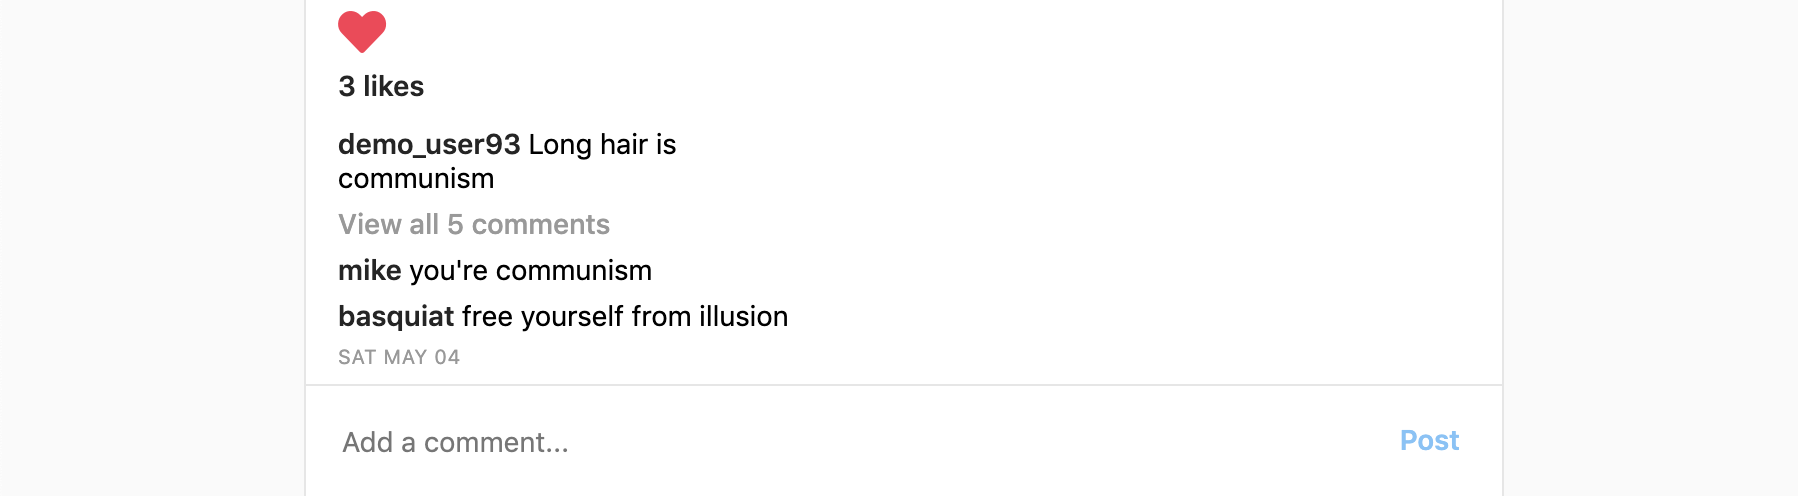 3 likes
demo_user93 Long hair is
communism
View all 5 comments
mike you're communism
basquiat free yourself from illusion
SAT MAY 04
Add a comment...
Post